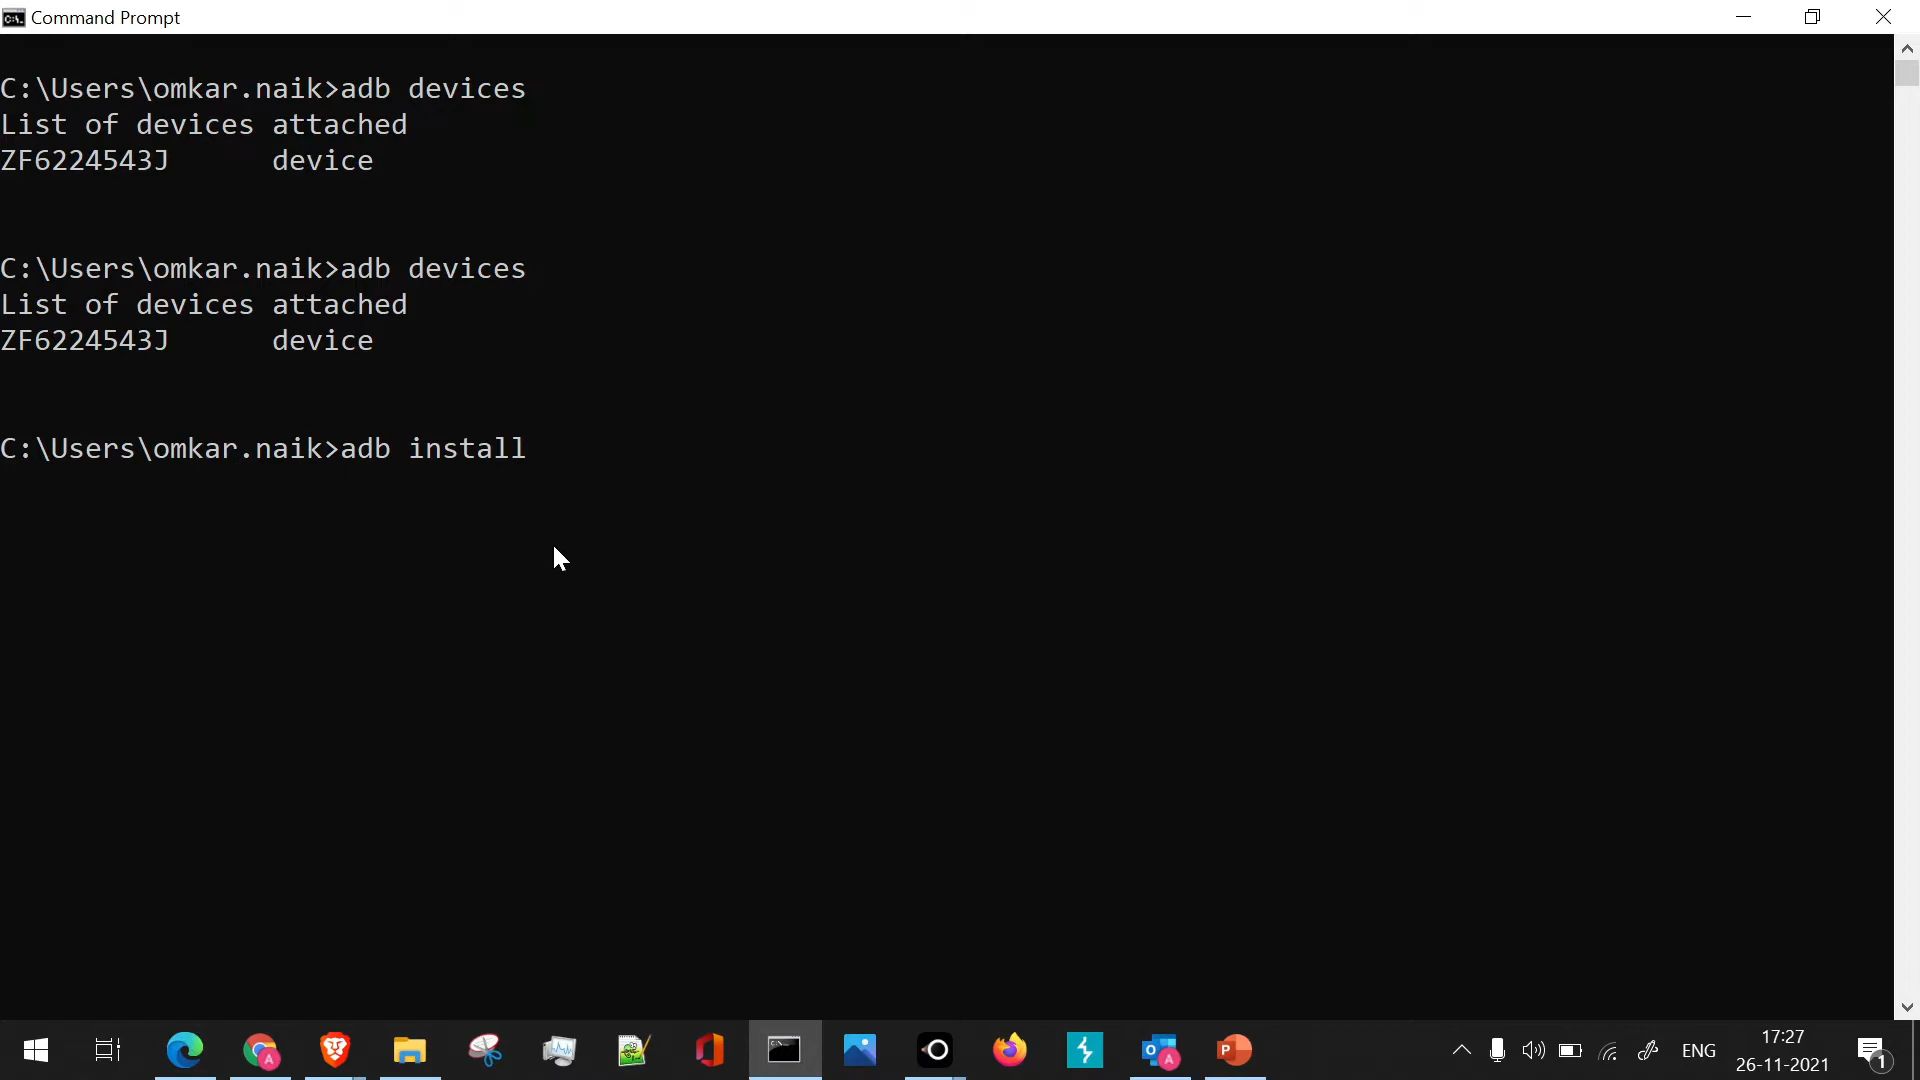 Command Prompt
C:\Users\omkar.naik>adb devices
List of devices attached
ZF6224543J      device
C:\Users\omkar.naik>adb devices
List of devices attached
ZF6224543J      device
C:\Users\omkar.naik>adb install
ENG
17:27
26-11-2021
1